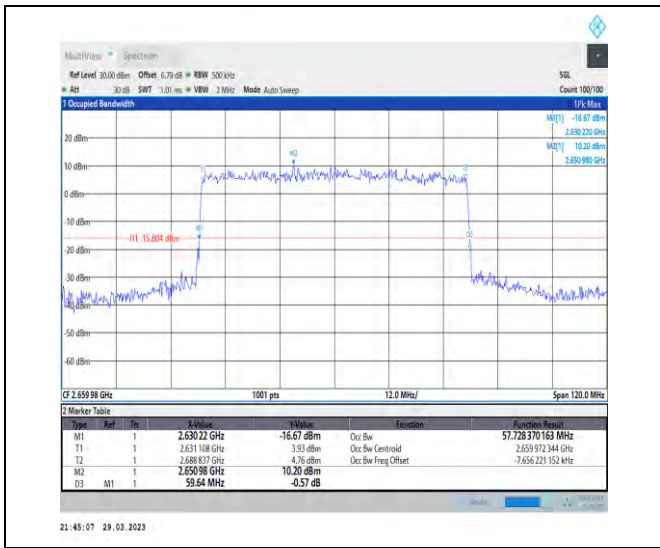 MultiView Spectrum
Ref Level 30.00 dBm Offset 6.79 dB RBW 500 kHz SGL
Att 30 dB SWT 1.01 ms VBW 2 MHz Mode Auto Sweep Count 100/100
1 Occupied Bandwidth 1Pk Max
M1[1] -16.67 dBm
2.630 220 GHz
M2[1] 10.20 dBm
2.650 980 GHz
20 dBm
M2
10 dBm
0 dBm
-10 dBm
M1
D3
H1 15.804 dBm
-20 dBm
-30 dBm
-40 dBm
-50 dBm
-60 dBm
CF 2.659 98 GHz 1001 pts 12.0 MHz/ Span 120.0 MHz
2 Marker Table
Type Ref Trc X-Value Y-Value Function Function Result
M1 1 2.630 22 GHz -16.67 dBm Occ Bw 57.728 370 163 MHz
T1 1 2.631 108 GHz 3.93 dBm Occ Bw Centroid 2.659 972 344 GHz
T2 1 2.688 837 GHz 4.76 dBm Occ Bw Freq Offset -7.656 221 152 kHz
M2 1 2.650 98 GHz 10.20 dBm
D3 M1 1 59.64 MHz -0.57 dB
21:45:07 29.03.2023